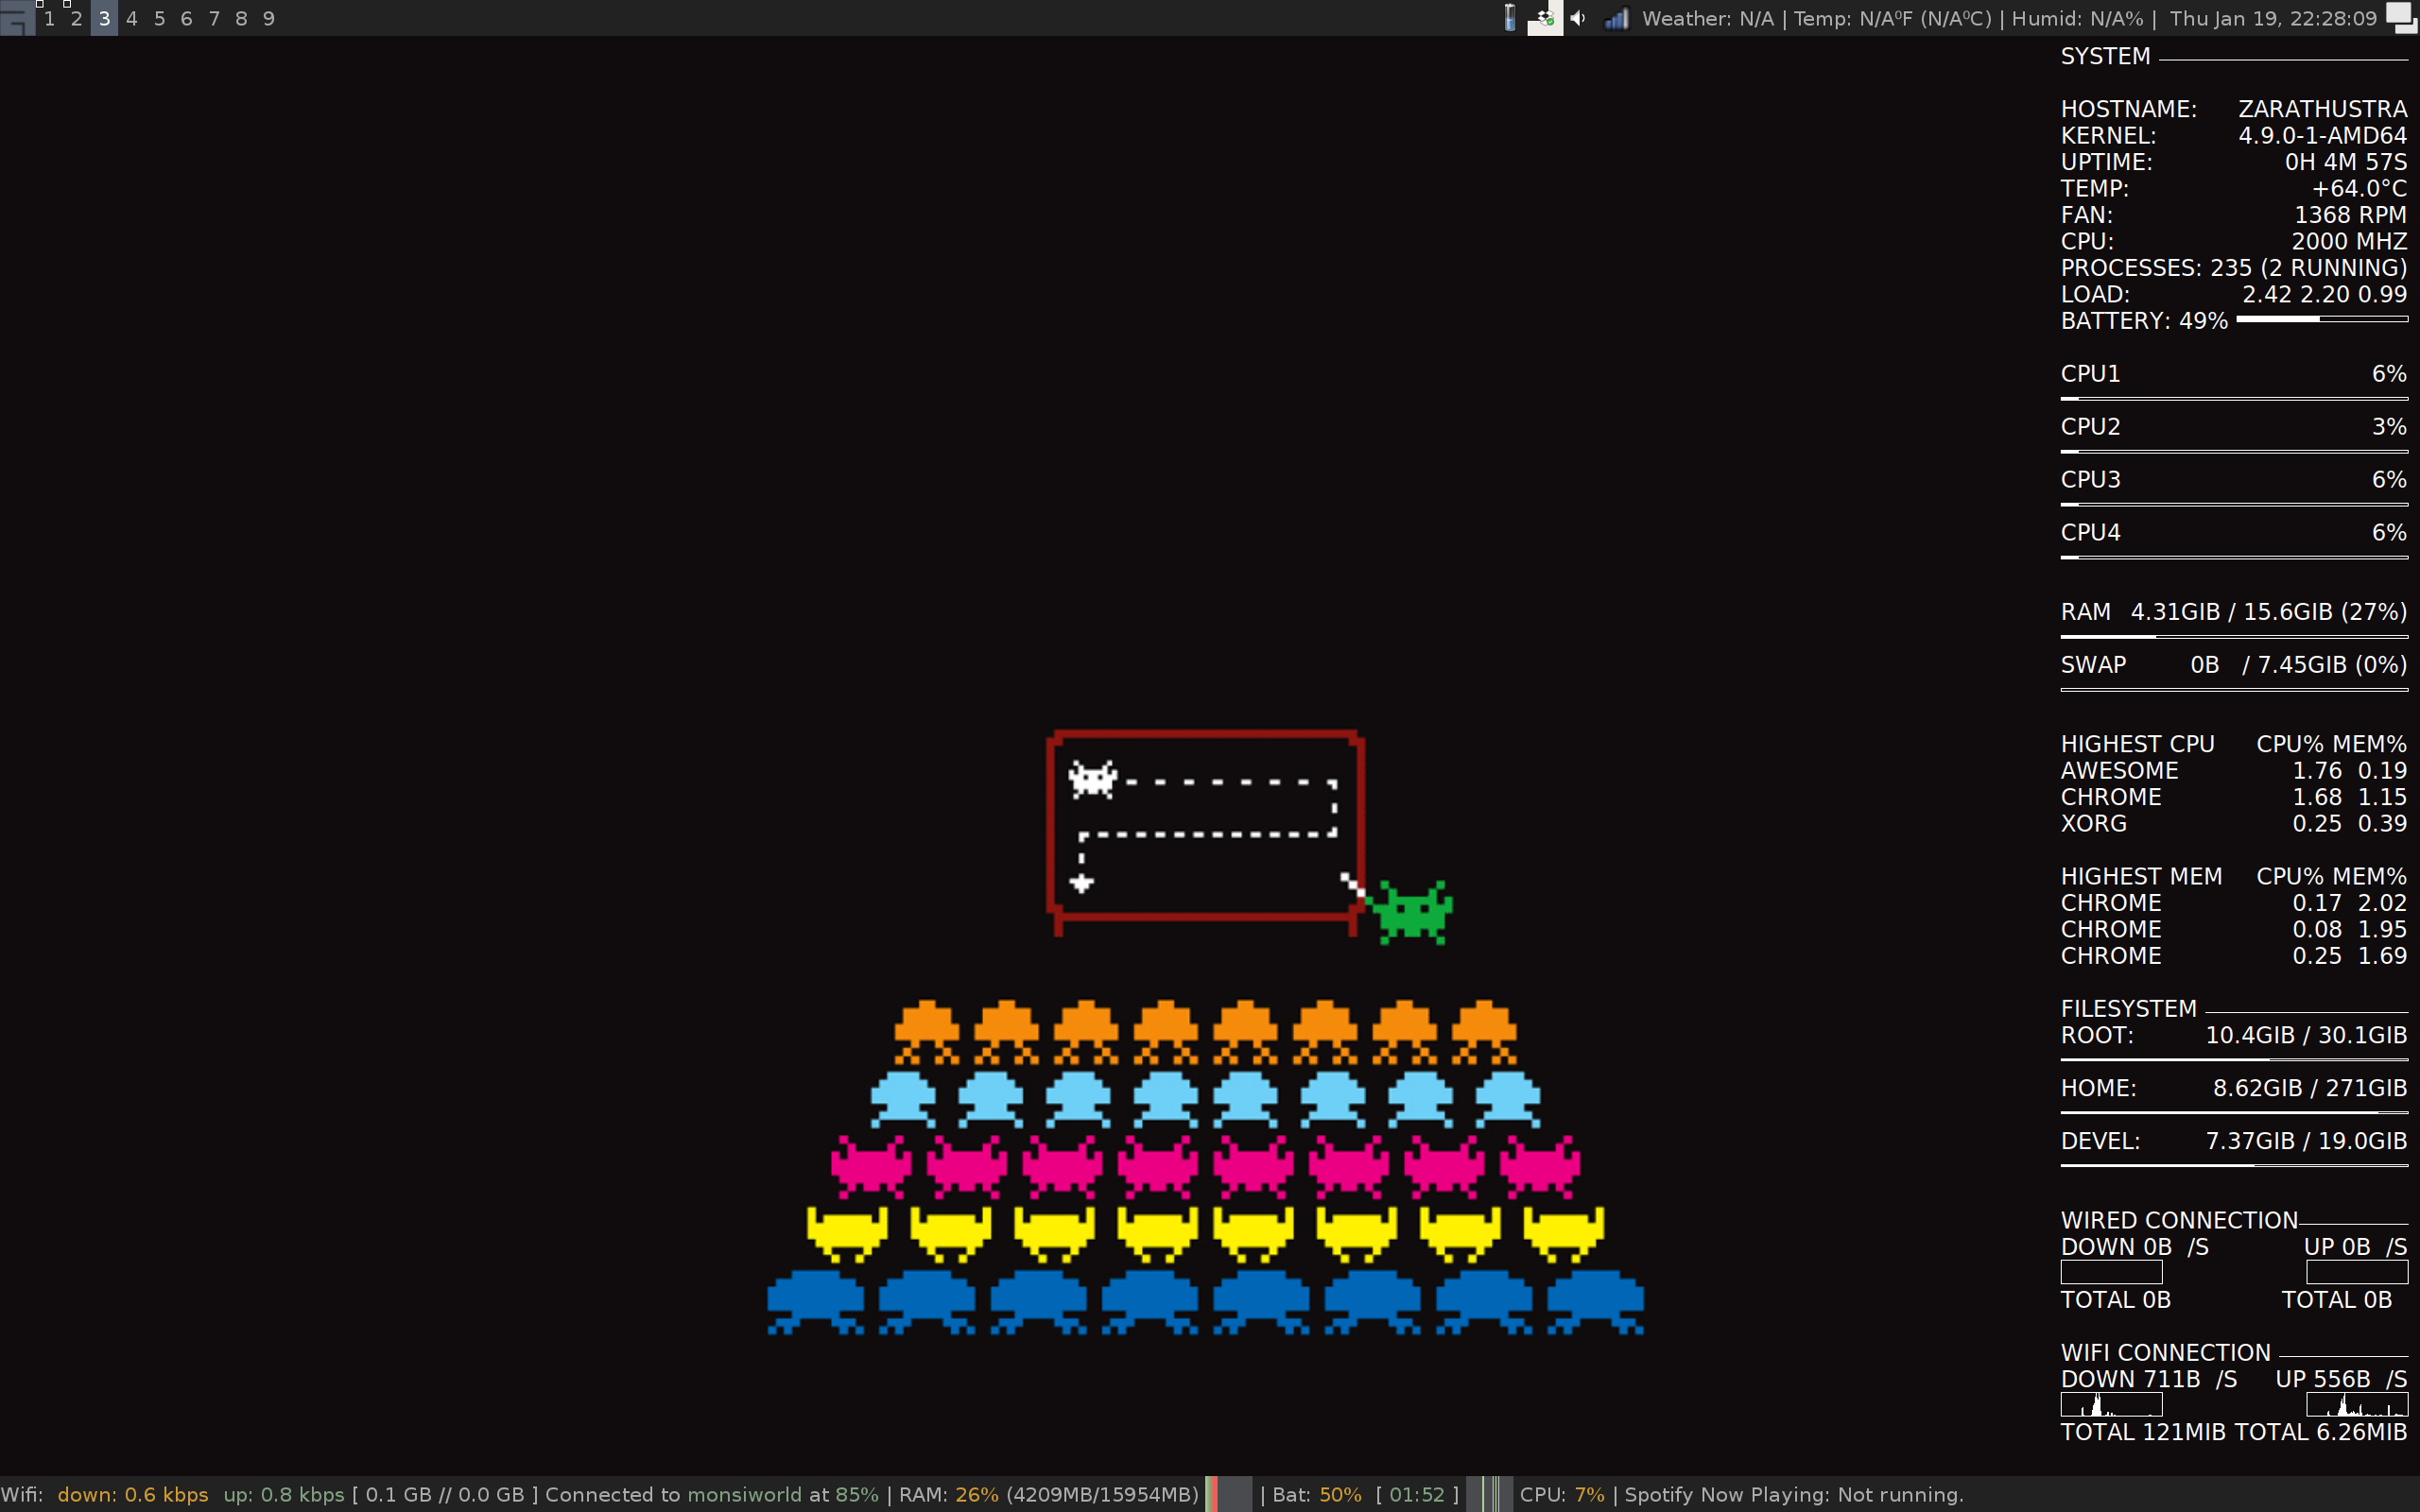 1 2 3 4 5 6 7 8 9 Weather: N/A | Temp: N/A⁰F (N/A⁰C) | Humid: N/A% | Thu Jan 19, 22:28:09
SYSTEM
HOSTNAME: ZARATHUSTRA
KERNEL: 4.9.0-1-AMD64
UPTIME: 0H 4M 57S
TEMP: +64.0°C
FAN: 1368 RPM
CPU: 2000 MHZ
PROCESSES: 235 (2 RUNNING)
LOAD: 2.42 2.20 0.99
BATTERY: 49%
CPU1 6%
CPU2 3%
CPU3 6%
CPU4 6%
RAM 4.31GIB / 15.6GIB (27%)
SWAP 0B / 7.45GIB (0%)
HIGHEST CPU CPU% MEM%
AWESOME 1.76 0.19
CHROME 1.68 1.15
XORG 0.25 0.39
HIGHEST MEM CPU% MEM%
CHROME 0.17 2.02
CHROME 0.08 1.95
CHROME 0.25 1.69
FILESYSTEM
ROOT: 10.4GIB / 30.1GIB
HOME: 8.62GIB / 271GIB
DEVEL: 7.37GIB / 19.0GIB
WIRED CONNECTION
DOWN 0B /S UP 0B /S
TOTAL 0B TOTAL 0B
WIFI CONNECTION
DOWN 711B /S UP 556B /S
TOTAL 121MIB TOTAL 6.26MIB
Wifi: down: 0.6 kbps up: 0.8 kbps [ 0.1 GB // 0.0 GB ] Connected to monsiworld at 85% | RAM: 26% (4209MB/15954MB) | Bat: 50% [ 01:52 ] CPU: 7% | Spotify Now Playing: Not running.